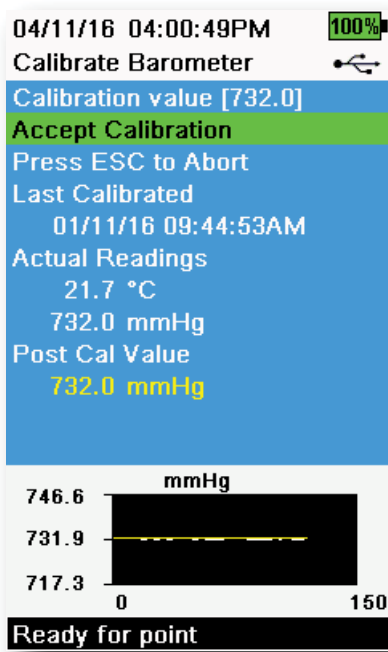 04/11/16 04:00:49PM 100%
Calibrate Barometer
Calibration value [732.0]
Accept Calibration
Press ESC to Abort
Last Calibrated
01/11/16 09:44:53AM
Actual Readings
21.7 °C
732.0 mmHg
Post Cal Value
732.0 mmHg
mmHg
746.6
731.9
717.3
0 150
Ready for point